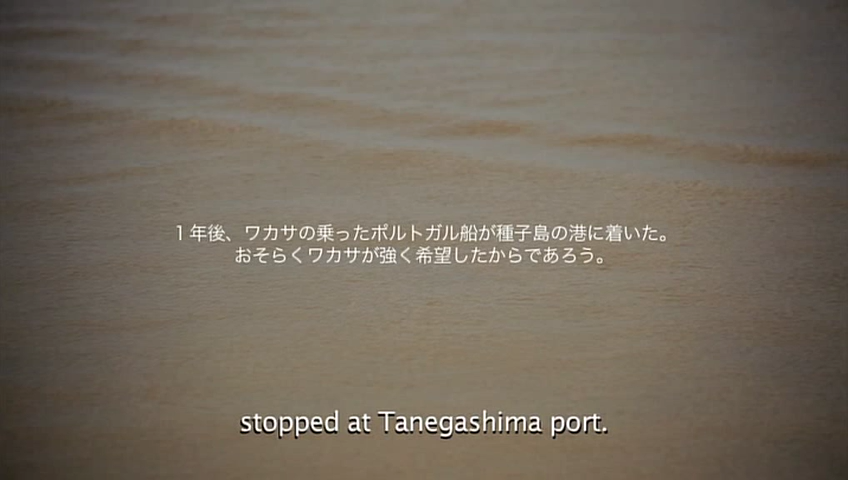 １年後、ワカサの乗ったポルトガル船が種子島の港に着いた。
おそらくワカサが強く希望したからであろう。
stopped at Tanegashima port.